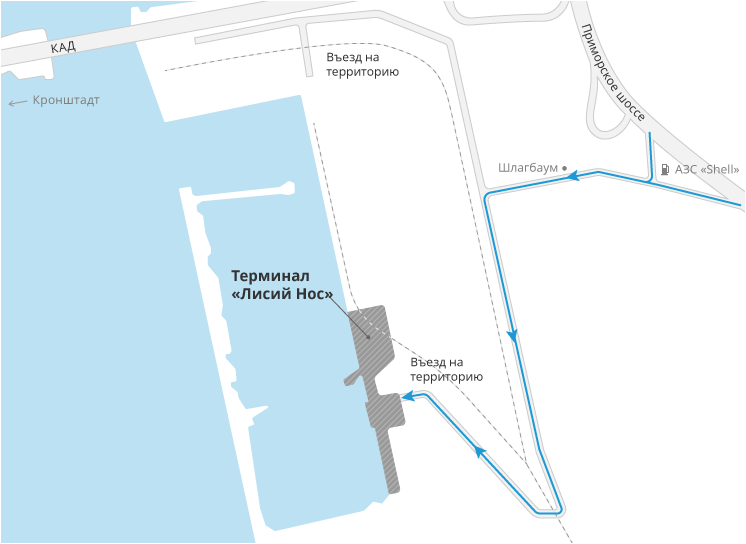 КАД
Въезд на
территорию
Приморское шоссе
Кронштадт
Шлагбаум
АЗС «Shell»
Терминал
«Лисий Нос»
Въезд на
территорию